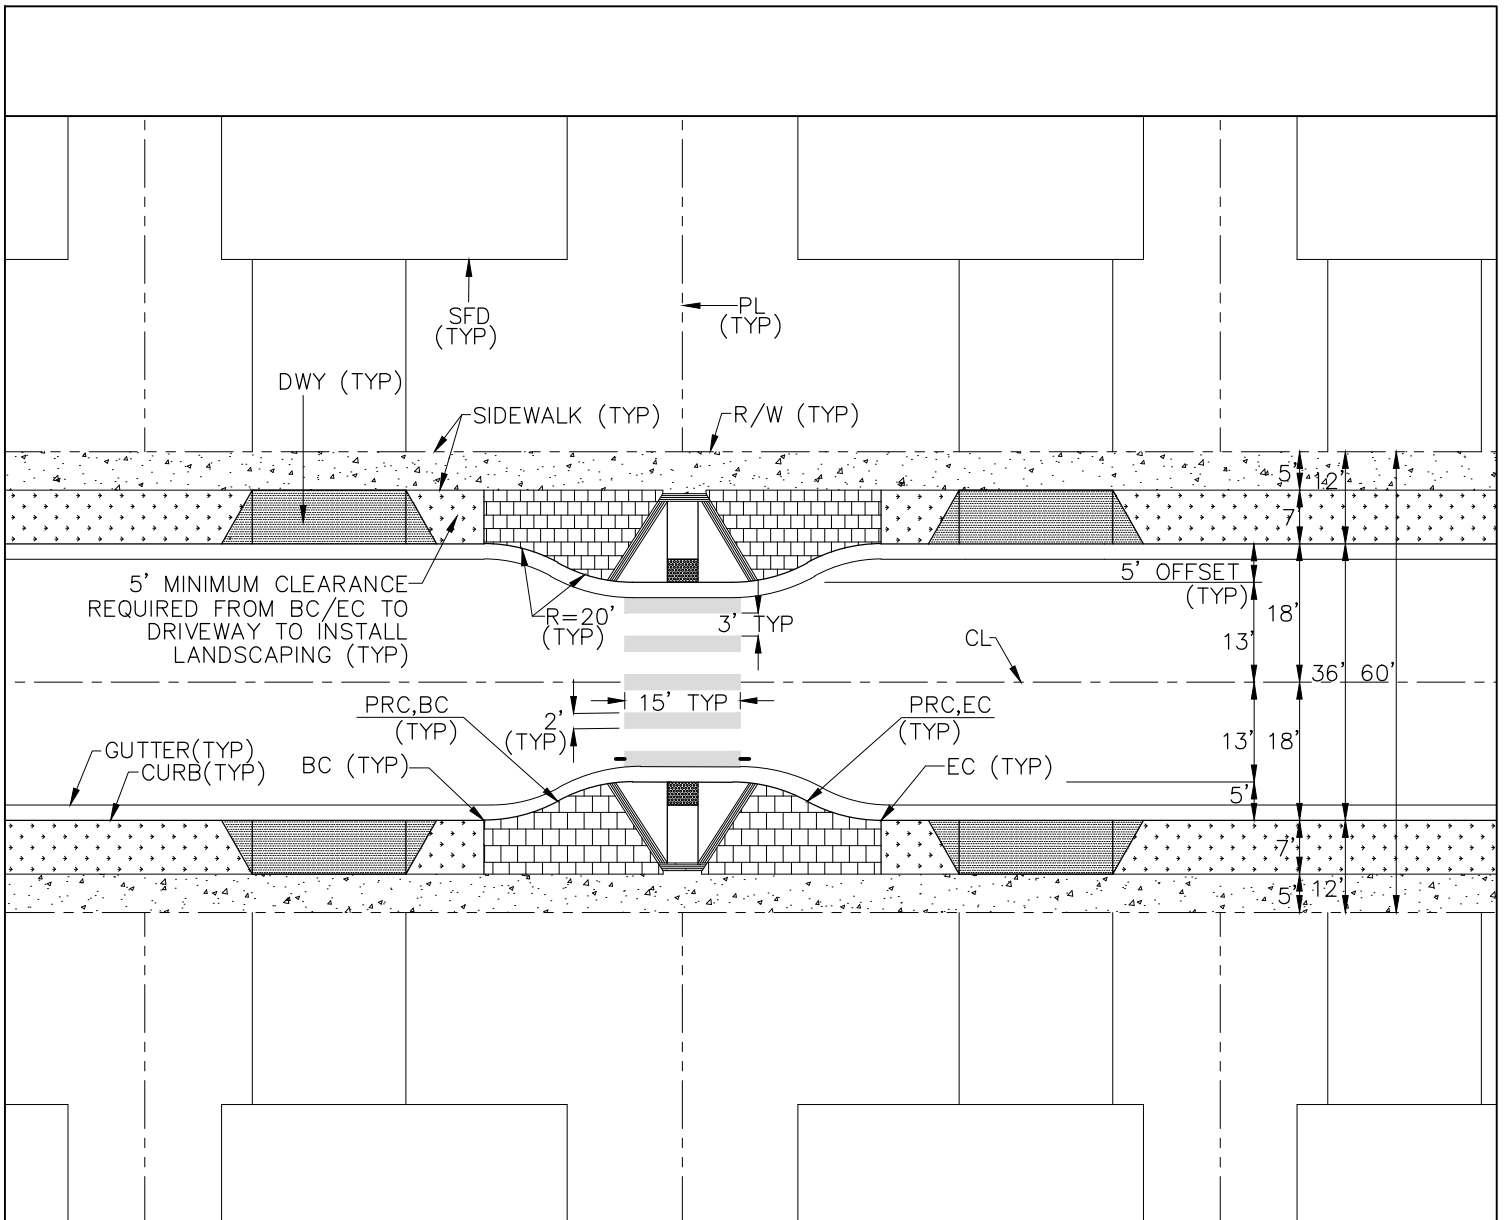 SFD
(TYP)
PL
(TYP)
DWY (TYP)
SIDEWALK (TYP)
R/W (TYP)
5'
12'
7'
5' MINIMUM CLEARANCE
REQUIRED FROM BC/EC TO
DRIVEWAY TO INSTALL
LANDSCAPING (TYP)
R=20'
(TYP)
3' TYP
5' OFFSET
(TYP)
18'
13'
CL
36'
60'
15' TYP
2'
(TYP)
PRC,BC
(TYP)
PRC,EC
(TYP)
GUTTER(TYP)
CURB(TYP)
BC (TYP)
EC (TYP)
13'
18'
5'
7'
5'
12'